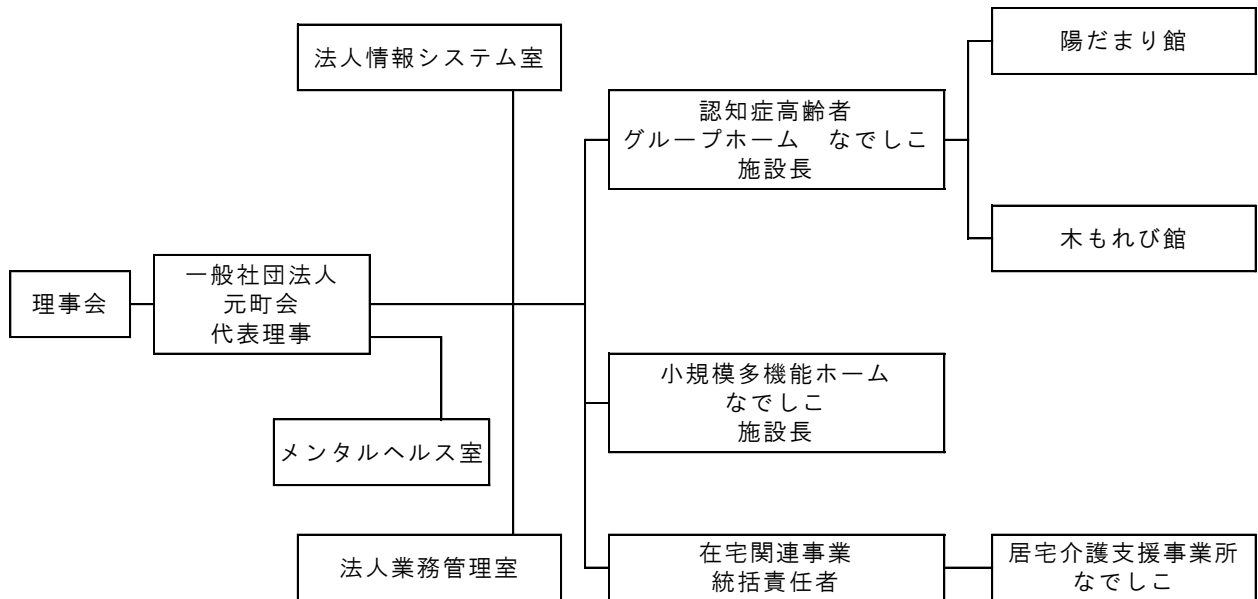 法人情報システム室
陽だまり館
認知症高齢者
グループホーム　なでしこ
施設長
木もれび館
理事会
一般社団法人
元町会
代表理事
小規模多機能ホーム
なでしこ
施設長
メンタルヘルス室
法人業務管理室
在宅関連事業
統括責任者
居宅介護支援事業所
なでしこ